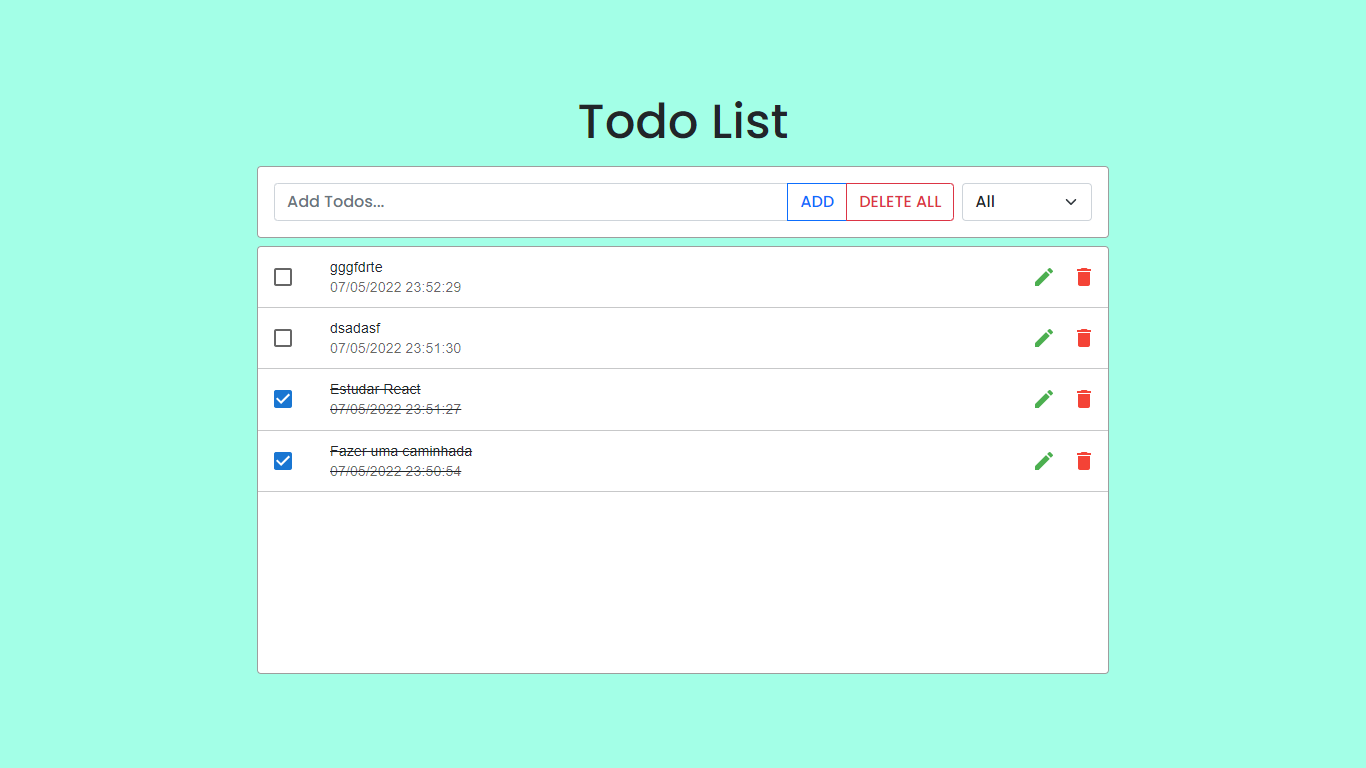 Todo List
Add Todos... ADD DELETE ALL All
gggfdrte
07/05/2022 23:52:29
dsadasf
07/05/2022 23:51:30
Estudar React
07/05/2022 23:51:27
Fazer uma caminhada
07/05/2022 23:50:54